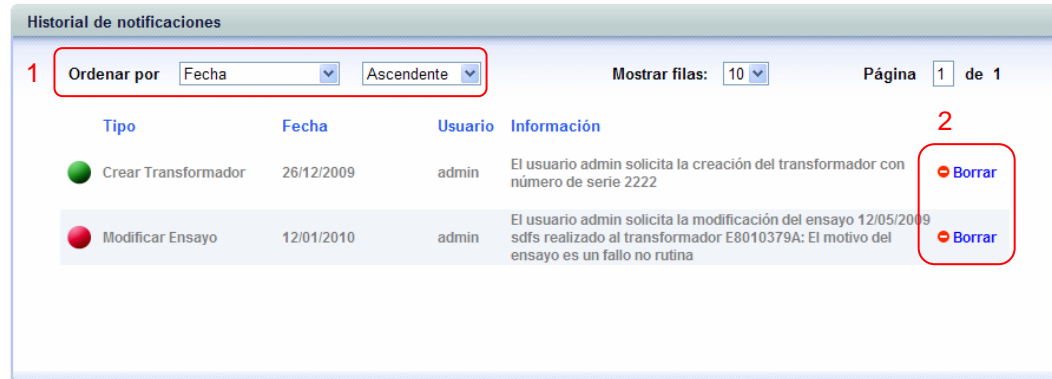 Historial de notificaciones
1 Ordenar por Fecha Ascendente Mostrar filas: 10 Página 1 de 1
Tipo Fecha Usuario Información 2
Crear Transformador 26/12/2009 admin El usuario admin solicita la creación del transformador con
número de serie 2222 Borrar
El usuario admin solicita la modificación del ensayo 12/05/2009
Modificar Ensayo 12/01/2010 admin sdfs realizado al transformador E8010379A: El motivo del Borrar
ensayo es un fallo no rutina